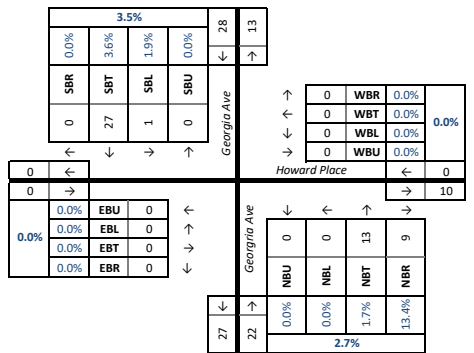 3.5%
28 13
0.0% 3.6% 1.9% 0.0%
↓ ↑
SBR SBT SBL SBU
Georgia Ave
0 27 1 0
← ↓ → ↑
↑ 0 WBR 0.0%
← 0 WBT 0.0%
↓ 0 WBL 0.0%
→ 0 WBU 0.0%
0.0%
Howard Place
0 ←
← 0
0 →
→ 10
0.0%
0.0% EBU 0 ←
0.0% EBL 0 ↑
0.0% EBT 0 →
0.0% EBR 0 ↓
Georgia Ave
↓ ← ↑ →
0 0 13 9
NBU NBL NBT NBR
↓ ↑
27 22
0.0% 0.0% 1.7% 13.4%
2.7%